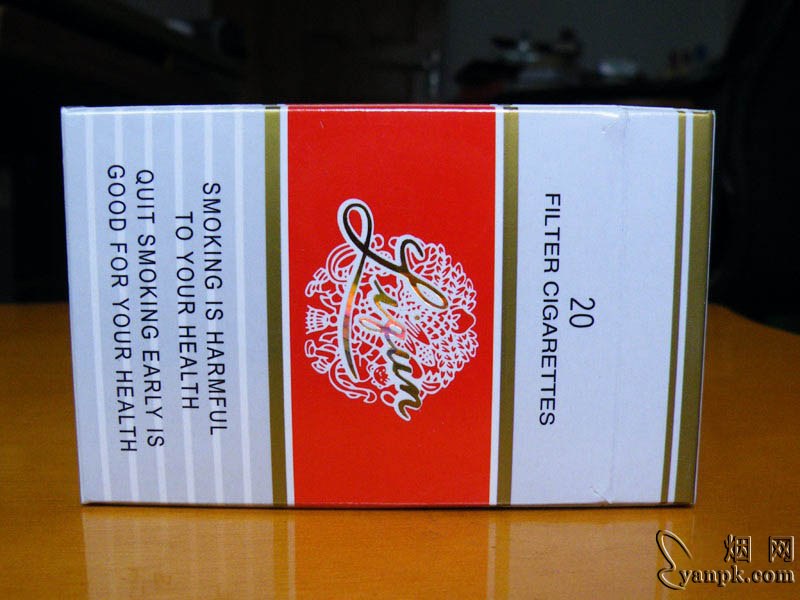 20
FILTER CIGARETTES
Liqun
SMOKING IS HARMFUL
TO YOUR HEALTH
QUIT SMOKING EARLY IS
GOOD FOR YOUR HEALTH
烟网
yanpk.com